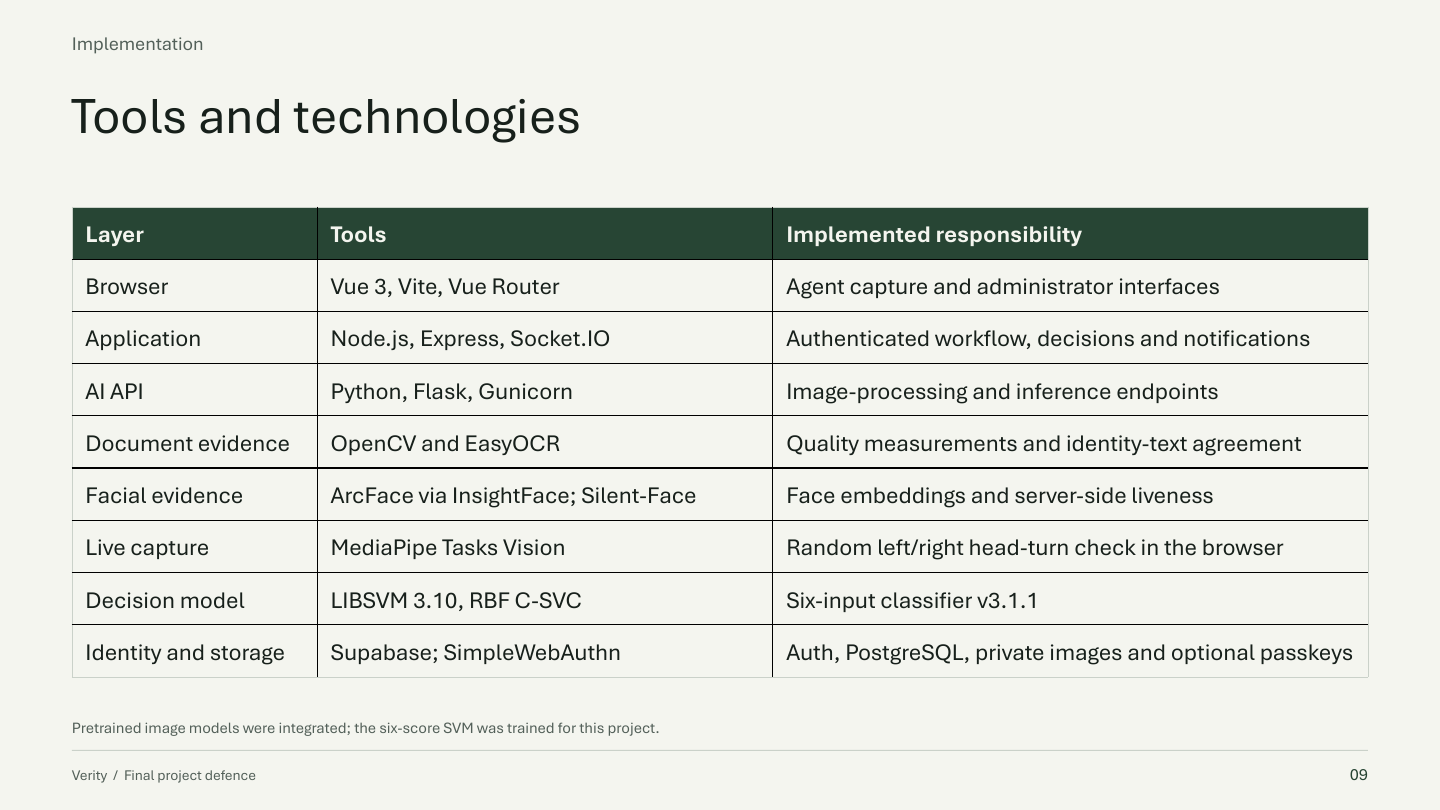 Implementation
Tools and technologies
Layer Tools Implemented responsibility
Browser Vue 3, Vite, Vue Router Agent capture and administrator interfaces
Application Node.js, Express, Socket.IO Authenticated workflow, decisions and notifications
AI API Python, Flask, Gunicorn Image-processing and inference endpoints
Document evidence OpenCV and EasyOCR Quality measurements and identity-text agreement
Facial evidence ArcFace via InsightFace; Silent-Face Face embeddings and server-side liveness
Live capture MediaPipe Tasks Vision Random left/right head-turn check in the browser
Decision model LIBSVM 3.10, RBF C-SVC Six-input classifier v3.1.1
Identity and storage Supabase; SimpleWebAuthn Auth, PostgreSQL, private images and optional passkeys
Pretrained image models were integrated; the six-score SVM was trained for this project.
Verity / Final project defence 09